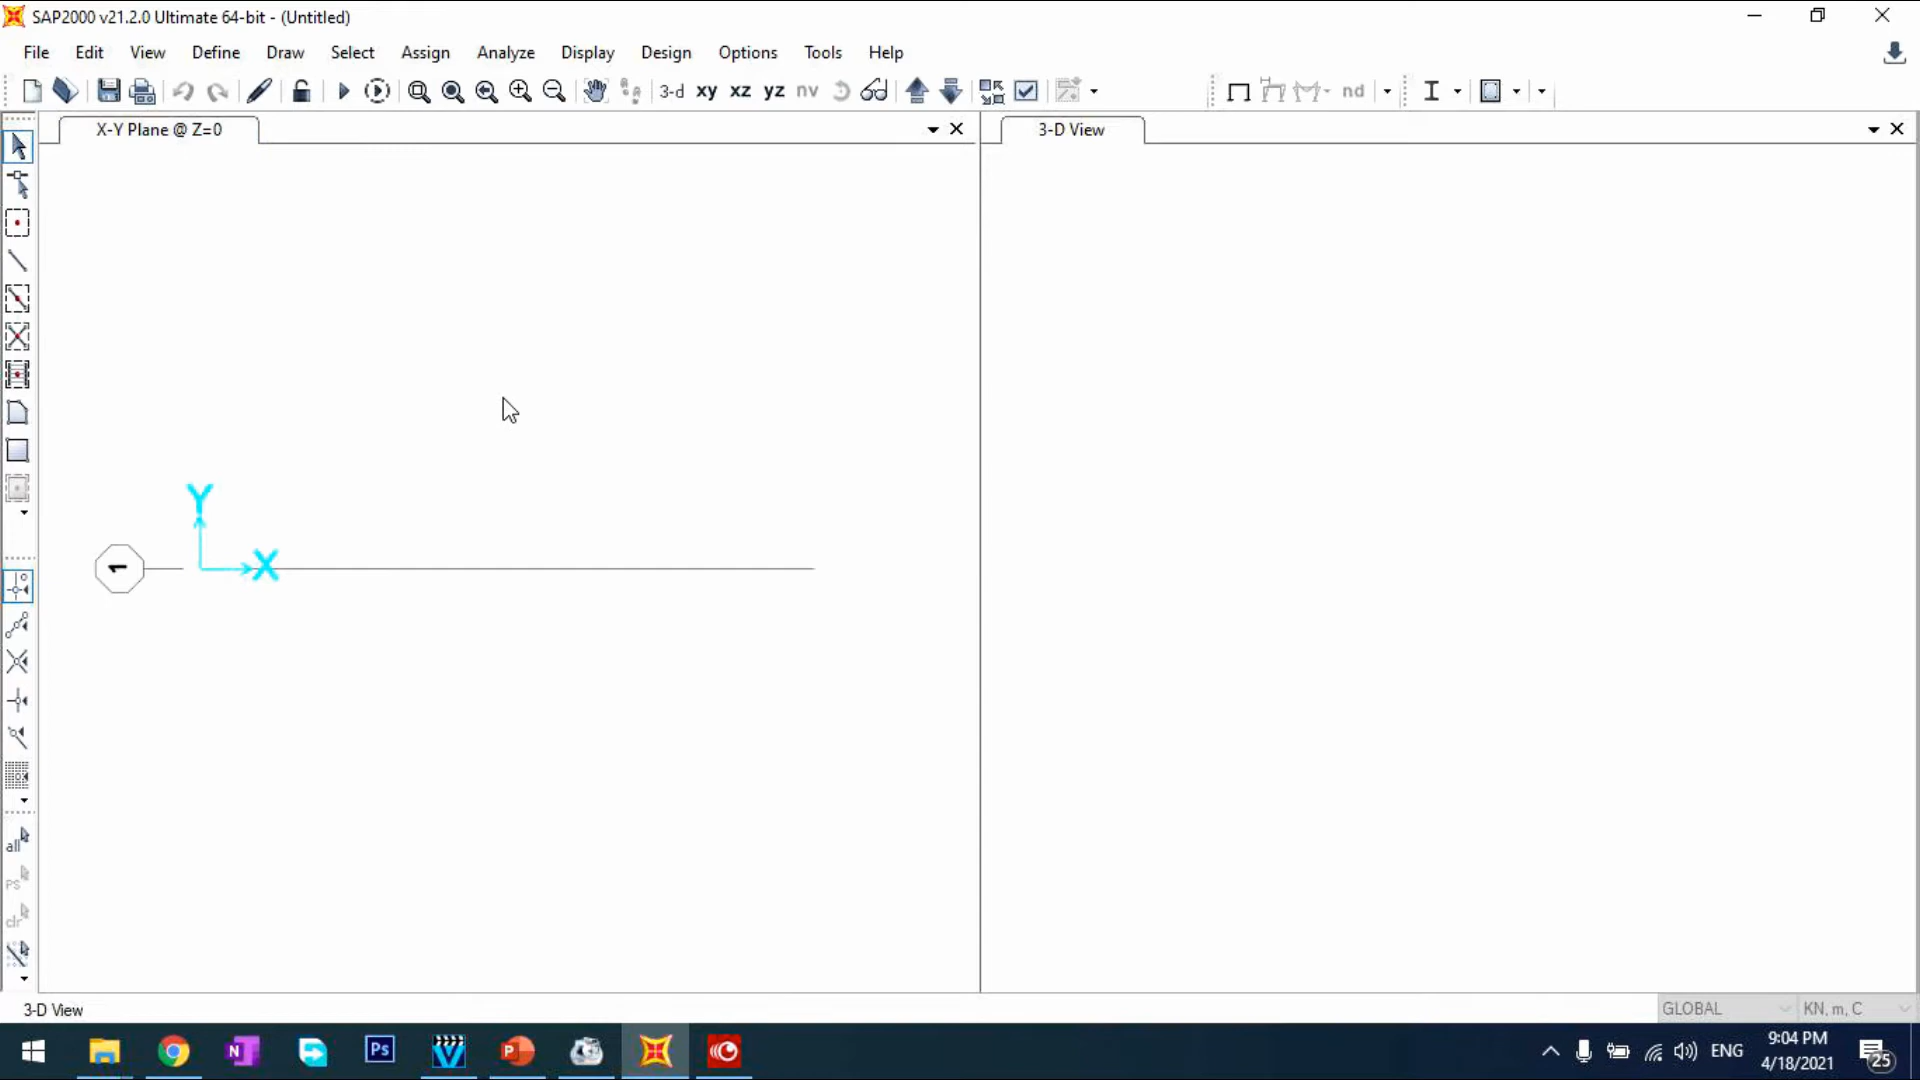 SAP2000 v21.2.0 Ultimate 64-bit - (Untitled)
File Edit View Define Draw Select Assign Analyze Display Design Options Tools Help
3-d xy xz yz nv nd
X-Y Plane @ Z=0
3-D View
Y
X
1
all
ps
clr
3-D View
GLOBAL
KN, m, C
N
Ps
P
ENG
9:04 PM
4/18/2021
25